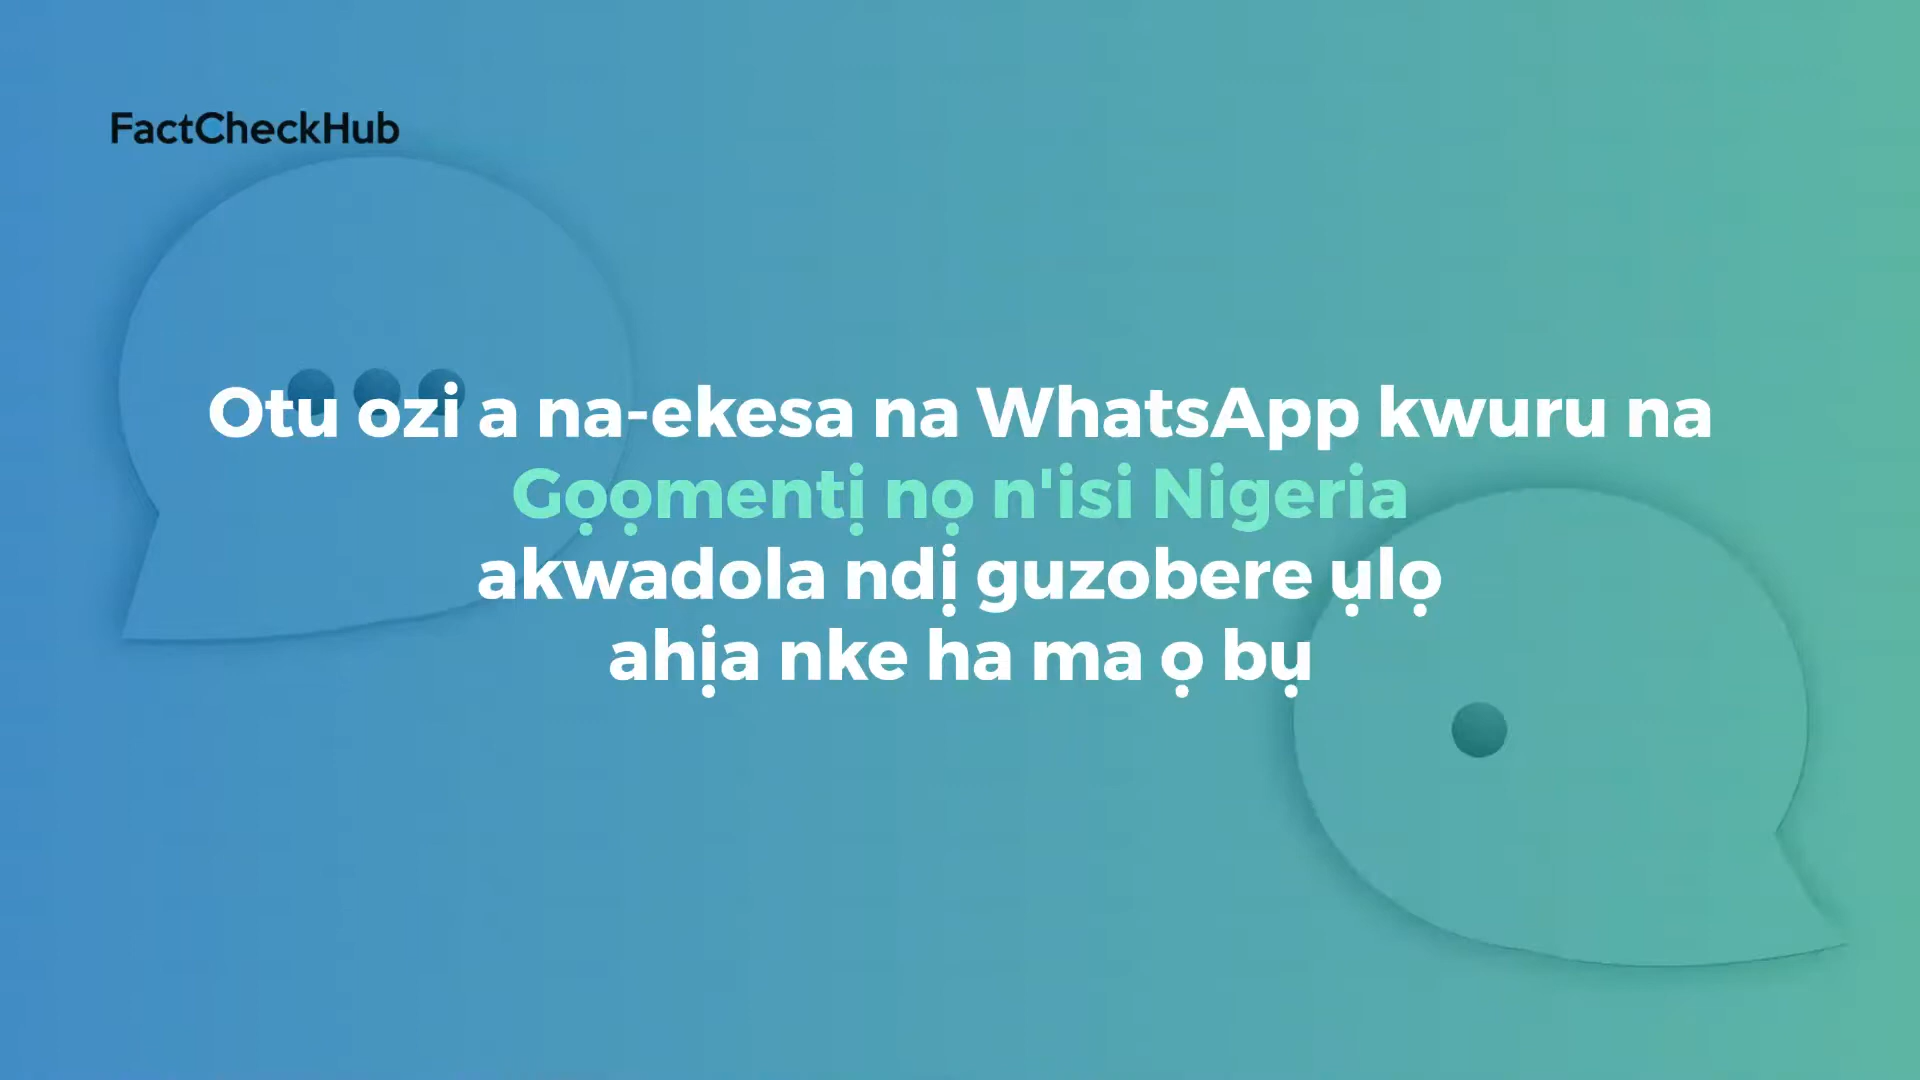 FactCheckHub
Otu ozi a na-ekesa na WhatsApp kwuru na
Gọọmentị nọ n'isi Nigeria
akwadola ndị guzobere ụlọ
ahịa nke ha ma ọ bụ